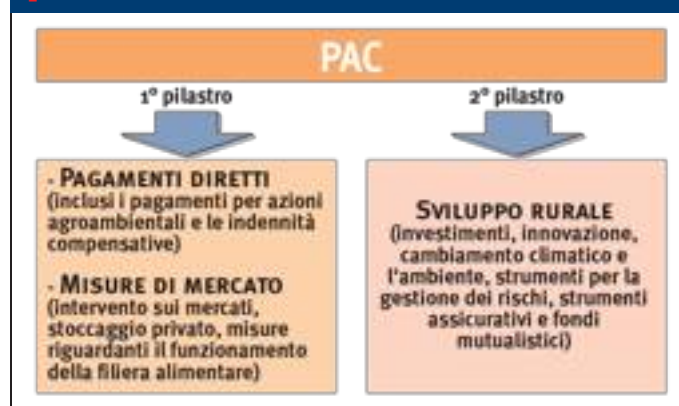 PAC
1° pilastro
2° pilastro
- PAGAMENTI DIRETTI
(inclusi i pagamenti per azioni
agroambientali e le indennità
compensative)
- MISURE DI MERCATO
(intervento sui mercati,
stoccaggio privato, misure
riguardanti il funzionamento
della filiera alimentare)
SVILUPPO RURALE
(investimenti, innovazione,
cambiamento climatico e
l'ambiente, strumenti per la
gestione dei rischi, strumenti
assicurativi e fondi
mutualistici)